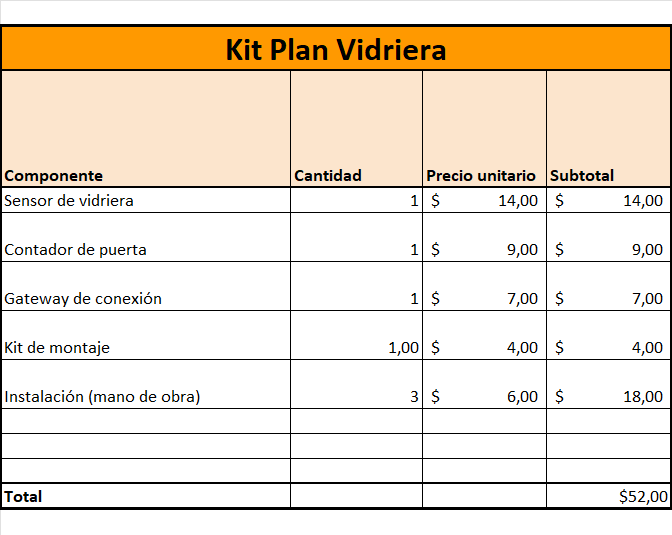 Kit Plan Vidriera
Componente Cantidad Precio unitario Subtotal
Sensor de vidriera 1 $ 14,00 $ 14,00
Contador de puerta 1 $ 9,00 $ 9,00
Gateway de conexión 1 $ 7,00 $ 7,00
Kit de montaje 1,00 $ 4,00 $ 4,00
Instalación (mano de obra) 3 $ 6,00 $ 18,00
Total $52,00